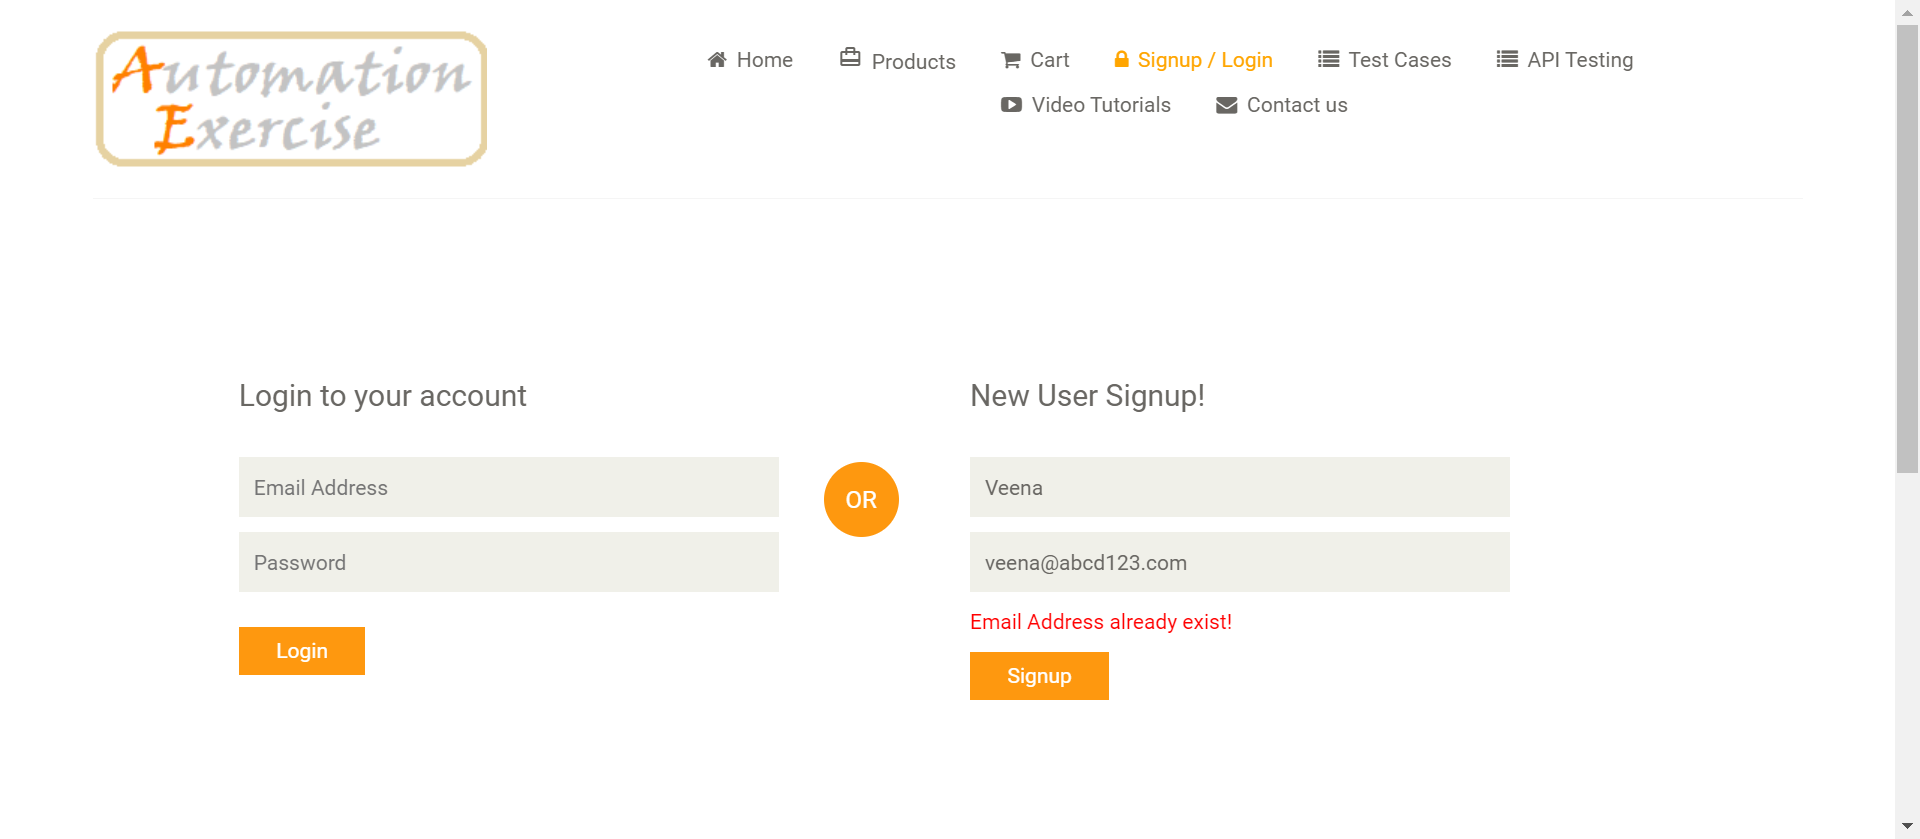 Automation
Exercise
Home
Products
Cart
Signup / Login
Test Cases
API Testing
Video Tutorials
Contact us
Login to your account
Email Address
Password
Login
OR
New User Signup!
Veena
veena@abcd123.com
Email Address already exist!
Signup